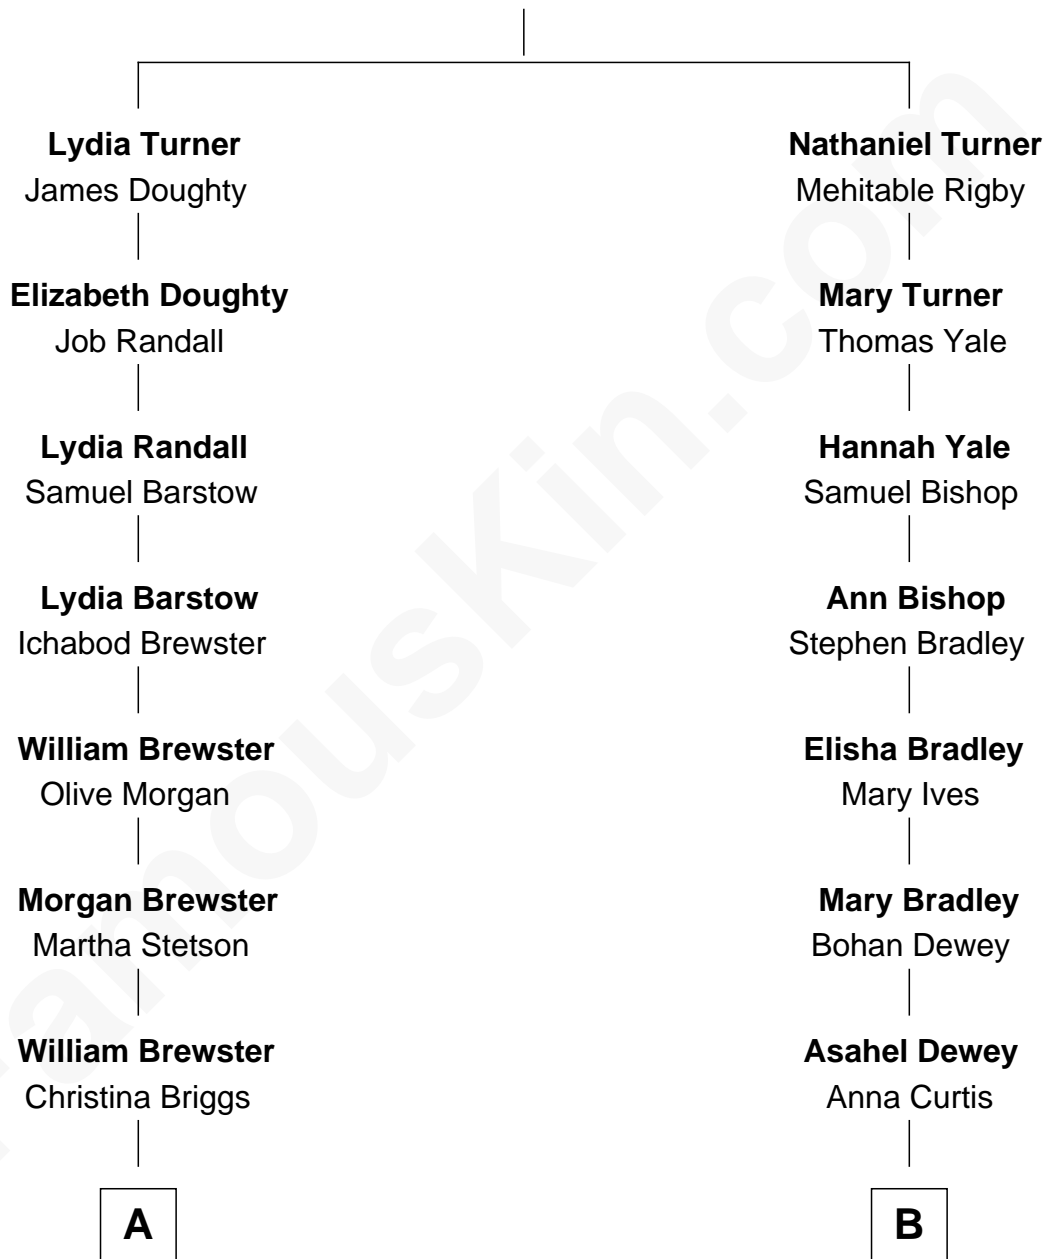 Lydia Turner
James Doughty
Nathaniel Turner
Mehitable Rigby
Elizabeth Doughty
Job Randall
Mary Turner
Thomas Yale
Lydia Randall
Samuel Barstow
Hannah Yale
Samuel Bishop
Lydia Barstow
Ichabod Brewster
Ann Bishop
Stephen Bradley
William Brewster
Olive Morgan
Elisha Bradley
Mary Ives
Morgan Brewster
Martha Stetson
Mary Bradley
Bohan Dewey
William Brewster
Christina Briggs
Asahel Dewey
Anna Curtis
A
B
FamousKin.com